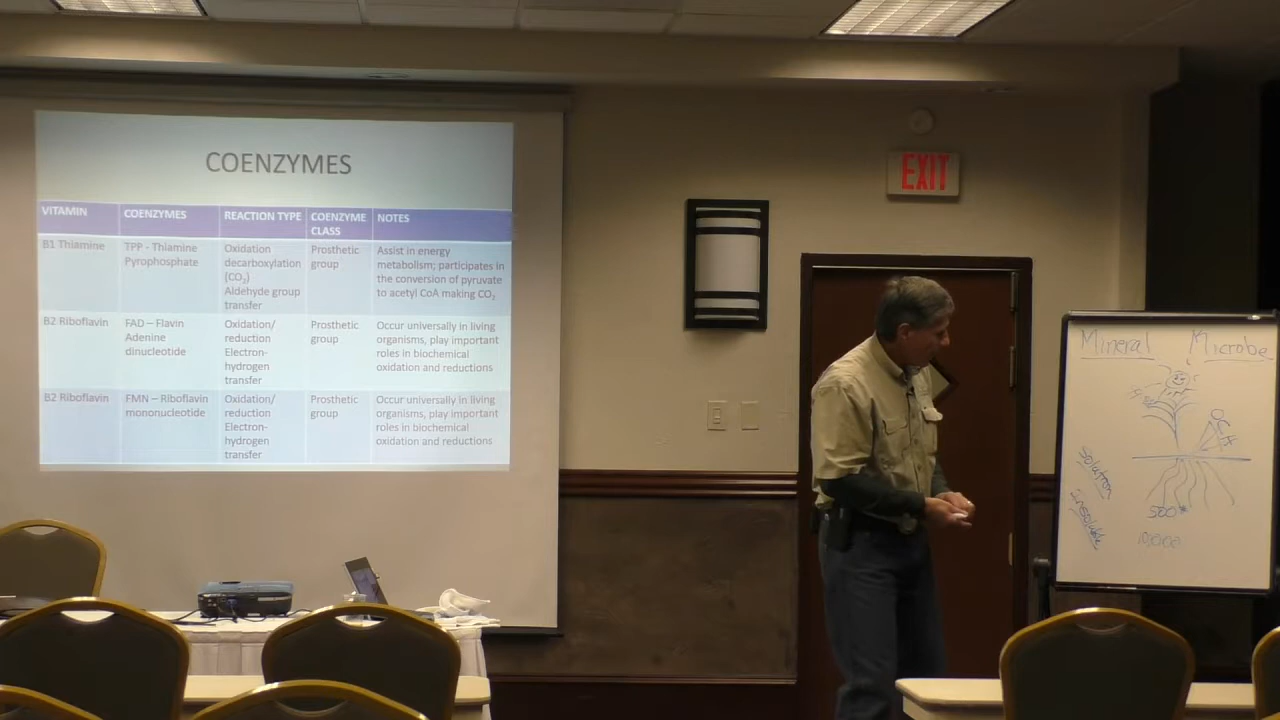 COENZYMES
VITAMIN
COENZYMES
REACTION TYPE
COENZYME
CLASS
NOTES
B1 Thiamine
TPP - Thiamine
Pyrophosphate
Oxidation
decarboxylation
(CO₂)
Aldehyde group
transfer
Prosthetic
group
Assist in energy
metabolism; participates in
the conversion of pyruvate
to acetyl CoA making CO₂
B2 Riboflavin
FAD – Flavin
Adenine
dinucleotide
Oxidation/
reduction
Electron-
hydrogen
transfer
Prosthetic
group
Occur universally in living
organisms, play important
roles in biochemical
oxidation and reductions
B2 Riboflavin
FMN – Riboflavin
mononucleotide
Oxidation/
reduction
Electron-
hydrogen
transfer
Prosthetic
group
Occur universally in living
organisms, play important
roles in biochemical
oxidation and reductions
EXIT
Mineral
Microbe
Solution
Insoluble
500